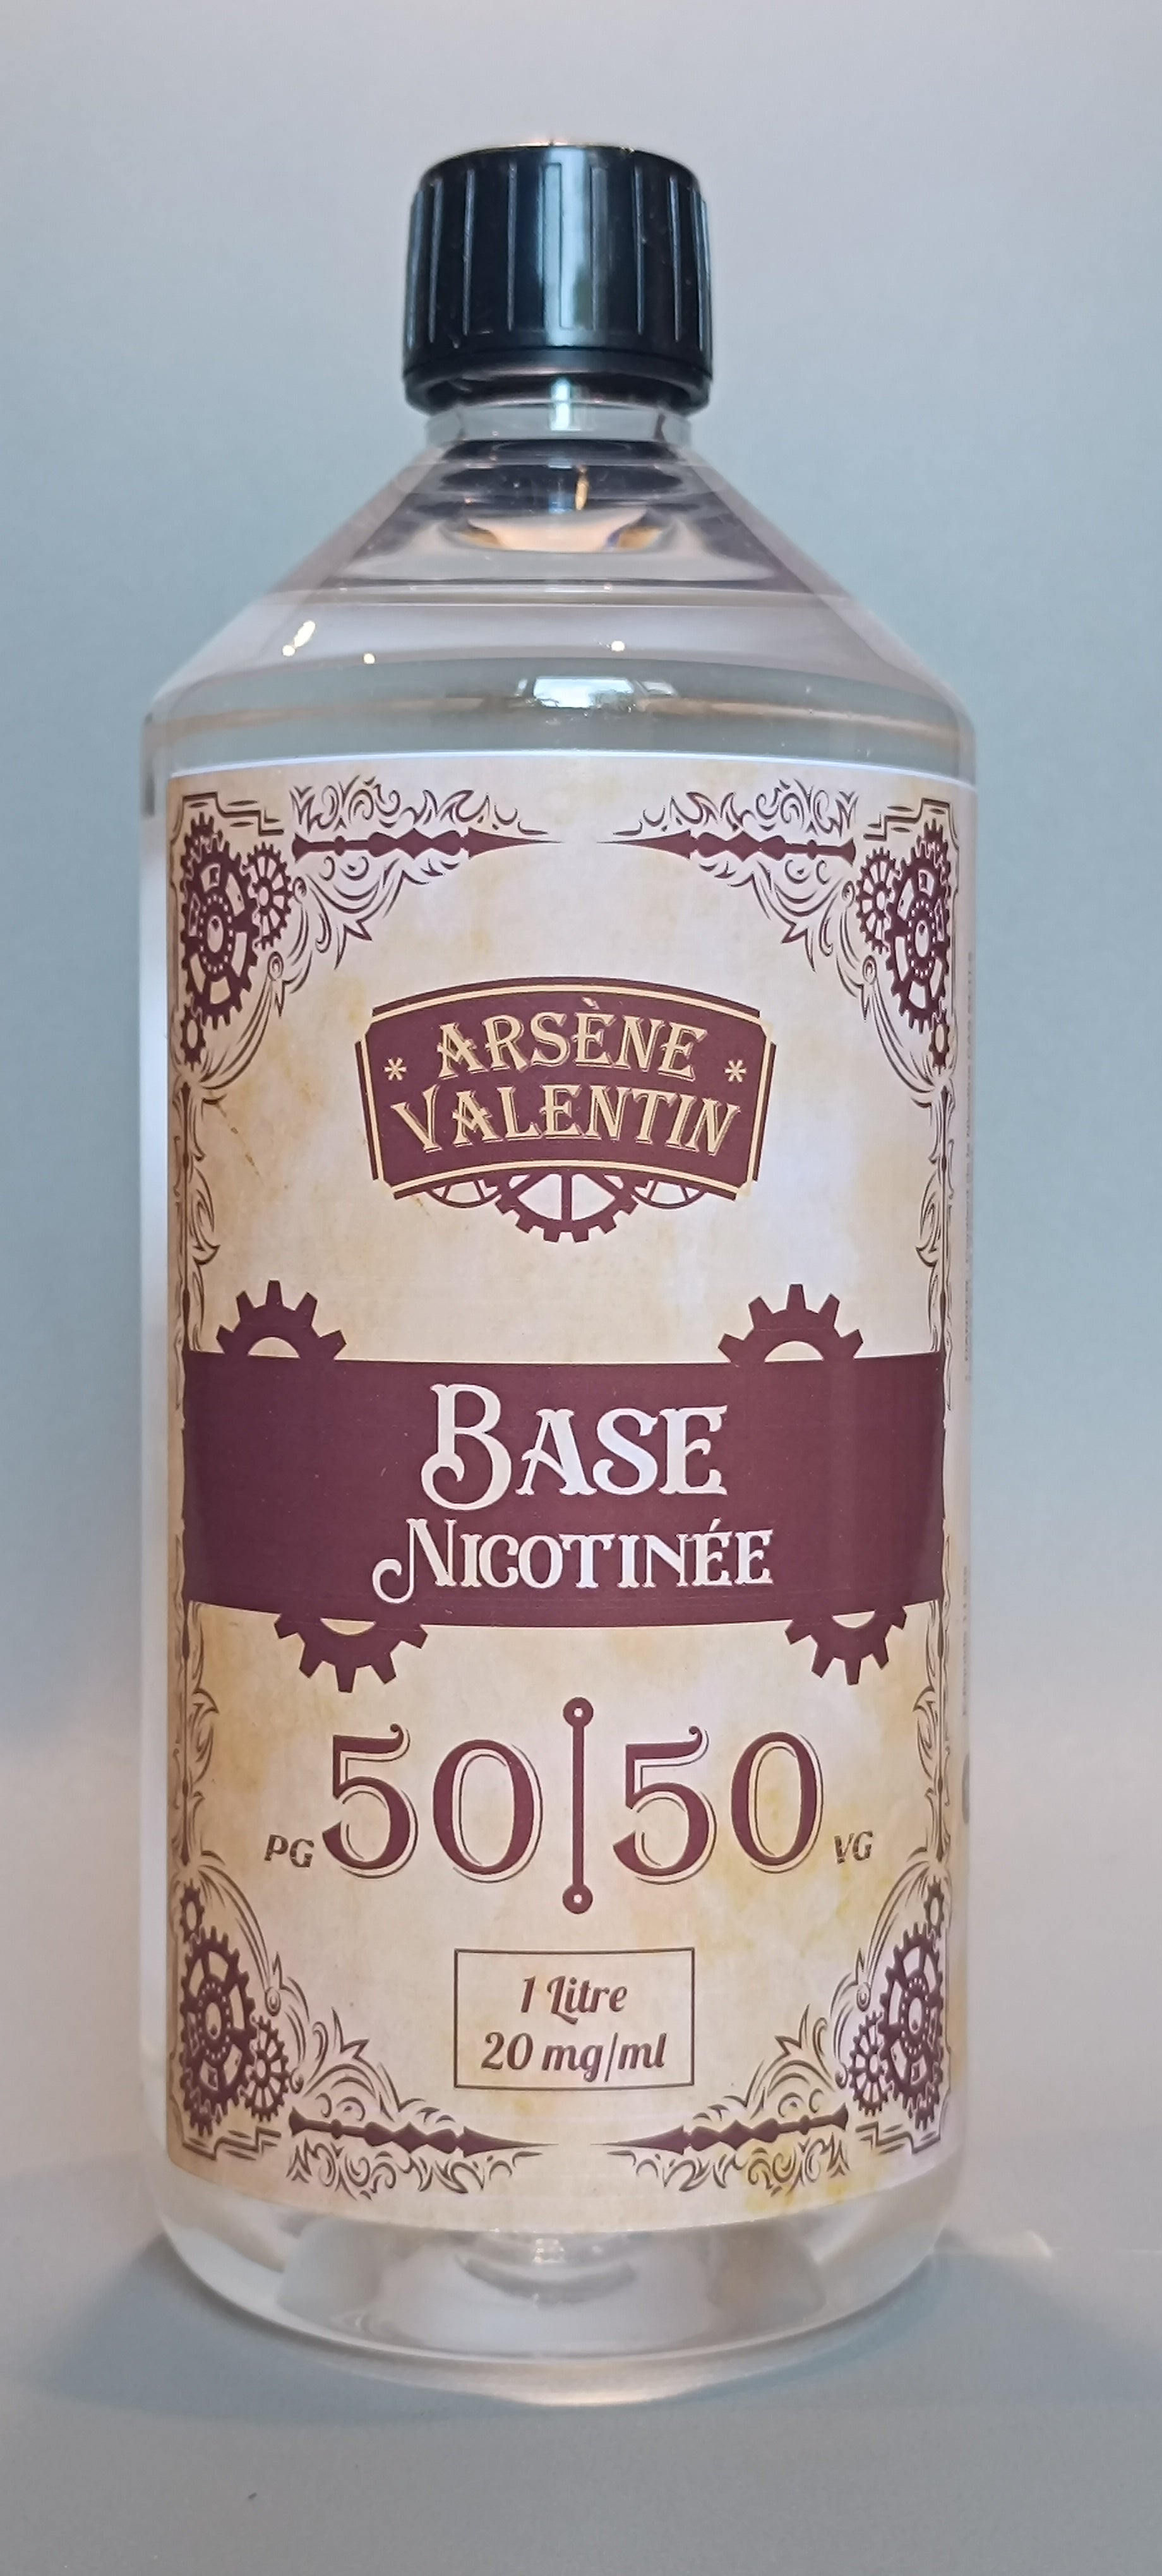 * ARSÈNE *
VALENTIN
BASE
NICOTINÉE
PG 50|50 VG
1 Litre
20 mg/ml